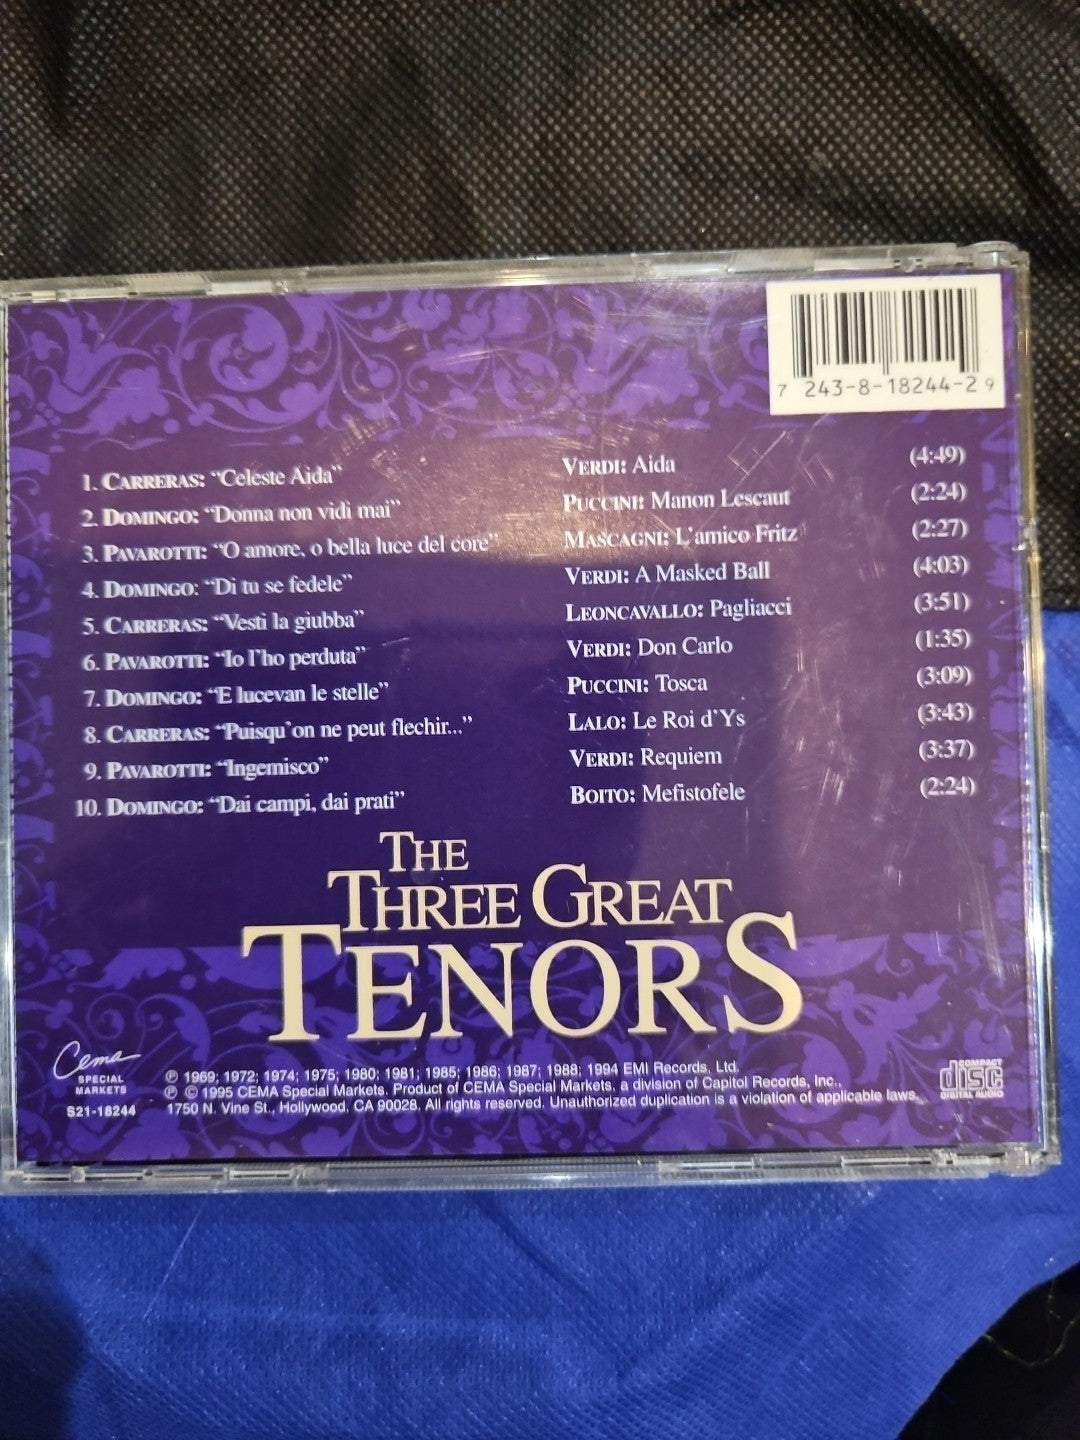 7 243-8-18244-2 9
1. CARRERAS: "Celeste Aida" VERDI: Aida (4:49)
2. DOMINGO: "Donna non vidi mai" PUCCINI: Manon Lescaut (2:24)
3. PAVAROTTI: "O amore, o bella luce del core" MASCAGNI: L'amico Fritz (2:27)
4. DOMINGO: "Di tu se fedele" VERDI: A Masked Ball (4:03)
5. CARRERAS: "Vesti la giubba" LEONCAVALLO: Pagliacci (3:51)
6. PAVAROTTI: "Io l'ho perduta" VERDI: Don Carlo (1:35)
7. DOMINGO: "E lucevan le stelle" PUCCINI: Tosca (3:09)
8. CARRERAS: "Puisqu'on ne peut flechir..." LALO: Le Roi d'Ys (3:43)
9. PAVAROTTI: "Ingemisco" VERDI: Requiem (3:37)
10. DOMINGO: "Dai campi, dai prati" BOITO: Mefistofele (2:24)
THE
THREE GREAT
TENORS
Cema
SPECIAL
MARKETS
S21-18244
℗ 1969; 1972; 1974; 1975; 1980; 1981; 1985; 1986; 1987; 1988; 1994 EMI Records, Ltd.
℗ © 1995 CEMA Special Markets. Product of CEMA Special Markets, a division of Capitol Records, Inc.,
1750 N. Vine St., Hollywood, CA 90028. All rights reserved. Unauthorized duplication is a violation of applicable laws.
COMPACT
disc
DIGITAL AUDIO